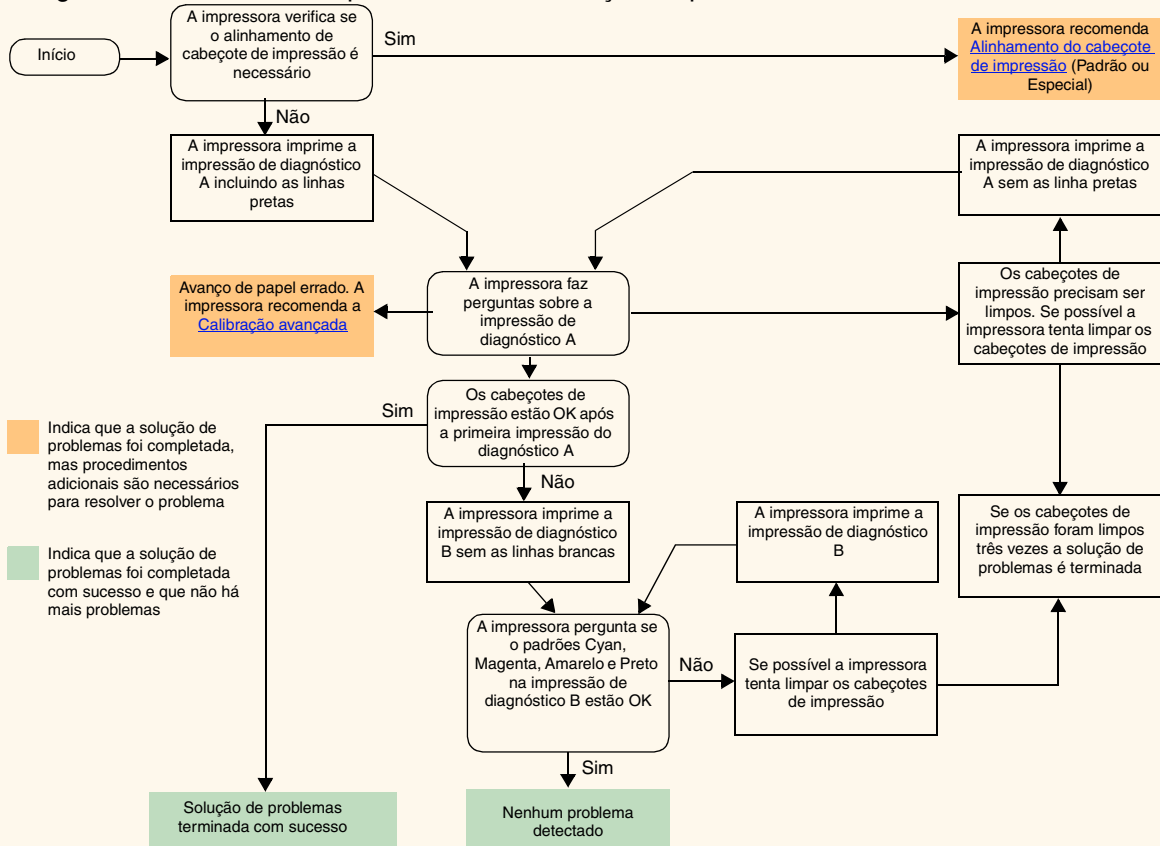 A impressora verifica se
o alinhamento de
cabeçote de impressão é
necessário
Início
Sim
A impressora recomenda
Alinhamento do cabeçote
de impressão (Padrão ou
Especial)
Não
A impressora imprime a
impressão de diagnóstico
A incluindo as linhas
pretas
A impressora imprime a
impressão de diagnóstico
A sem as linha pretas
Avanço de papel errado. A
impressora recomenda a
Calibração avançada
A impressora faz
perguntas sobre a
impressão de
diagnóstico A
Os cabeçotes de
impressão precisam ser
limpos. Se possível a
impressora tenta limpar os
cabeçotes de impressão
Os cabeçotes de
impressão estão OK após
a primeira impressão do
diagnóstico A
Sim
Não
Indica que a solução de
problemas foi completada,
mas procedimentos
adicionais são necessários
para resolver o problema
A impressora imprime a
impressão de diagnóstico
B sem as linhas brancas
A impressora imprime a
impressão de diagnóstico
B
Se os cabeçotes de
impressão foram limpos
três vezes a solução de
problemas é terminada
Indica que a solução de
problemas foi completada
com sucesso e que não há
mais problemas
A impressora pergunta se
o padrões Cyan,
Magenta, Amarelo e Preto
na impressão de
diagnóstico B estão OK
Não
Se possível a impressora
tenta limpar os cabeçotes
de impressão
Sim
Solução de problemas
terminada com sucesso
Nenhum problema
detectado